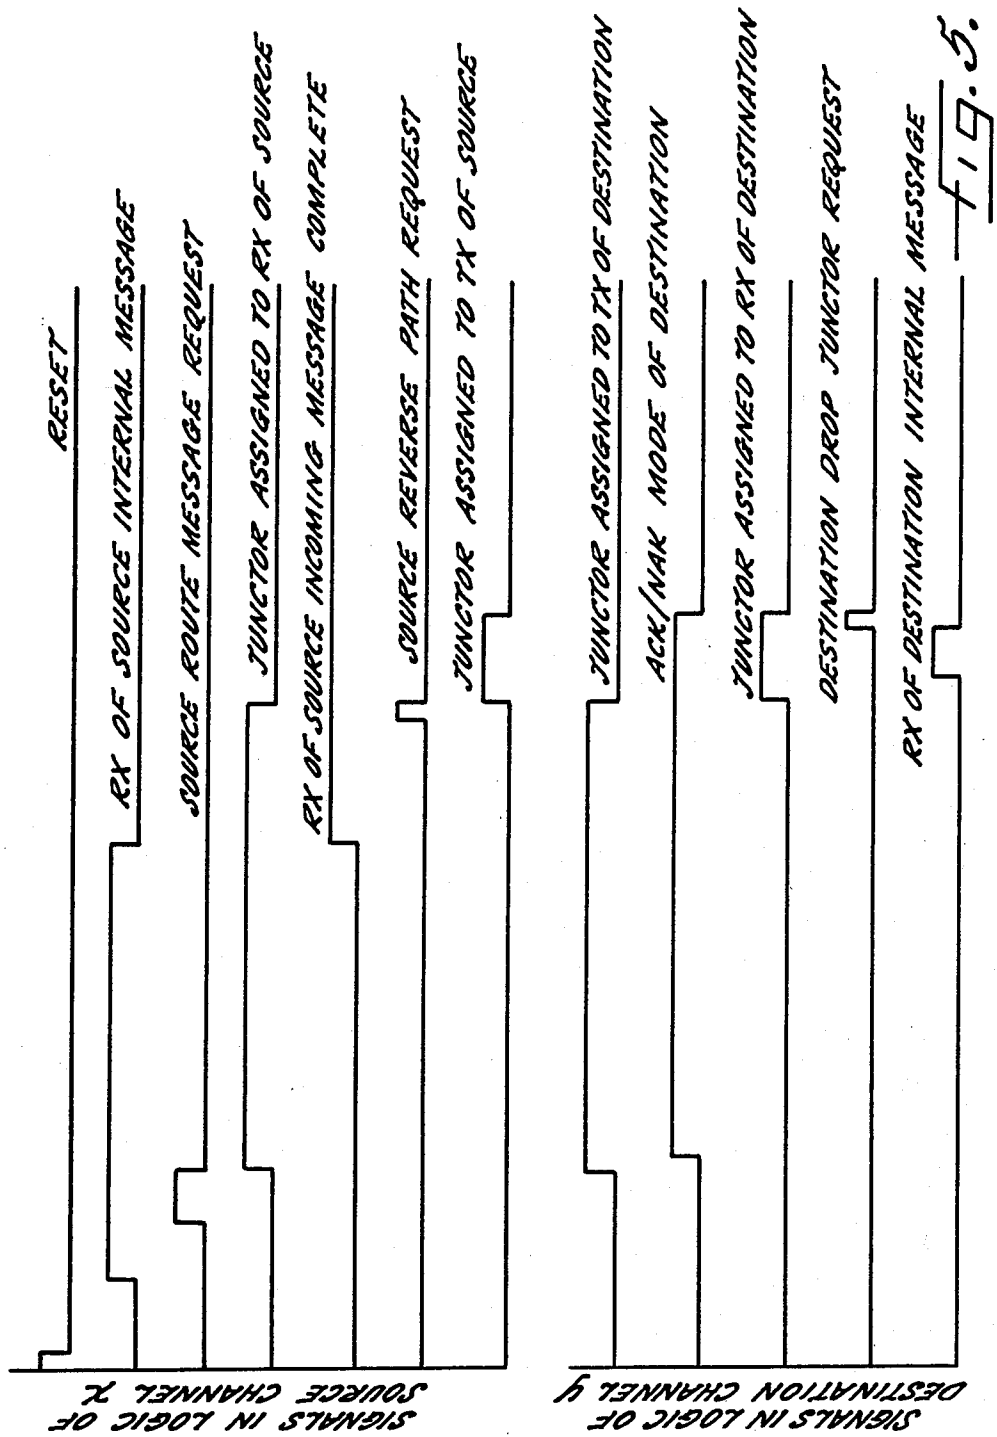 SIGNALS IN LOGIC OF
SOURCE CHANNEL x
RESET
RX OF SOURCE INTERNAL MESSAGE
SOURCE ROUTE MESSAGE REQUEST
JUNCTOR ASSIGNED TO RX OF SOURCE
RX OF SOURCE INCOMING MESSAGE COMPLETE
SOURCE REVERSE PATH REQUEST
JUNCTOR ASSIGNED TO TX OF SOURCE
SIGNALS IN LOGIC OF
DESTINATION CHANNEL y
JUNCTOR ASSIGNED TO TX OF DESTINATION
ACK/NAK MODE OF DESTINATION
JUNCTOR ASSIGNED TO RX OF DESTINATION
DESTINATION DROP JUNCTOR REQUEST
RX OF DESTINATION INTERNAL MESSAGE
Fig. 5.